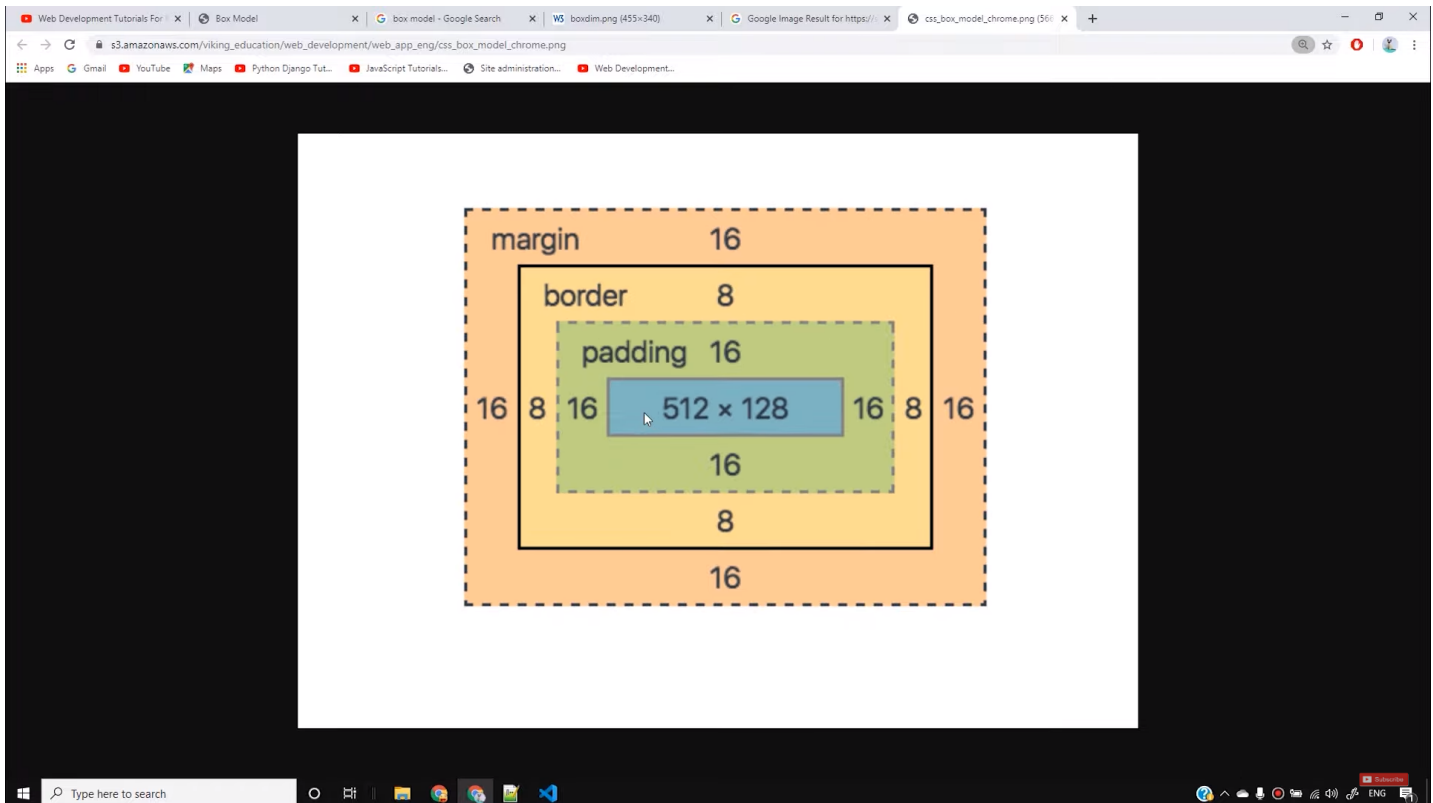 Web Development Tutorials For
Box Model
box model - Google Search
W3 boxdim.png (455×340)
Google Image Result for https://
css_box_model_chrome.png (56
s3.amazonaws.com/viking_education/web_development/web_app_eng/css_box_model_chrome.png
Apps
Gmail
YouTube
Maps
Python Django Tut...
JavaScript Tutorials...
Site administration...
Web Development...
margin 16
border 8
padding 16
16 8 16 512 × 128 16 8 16
16
8
16
Subscribe
Type here to search
ENG